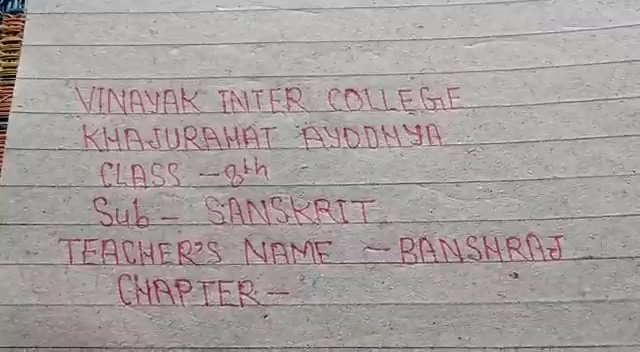 VINAYAK INTER COLLEGE
KHAJURAHAT AYODHYA
CLASS - 8th
Sub - SANSKRIT
TEACHER'S NAME - BANSHRAJ
CHAPTER -